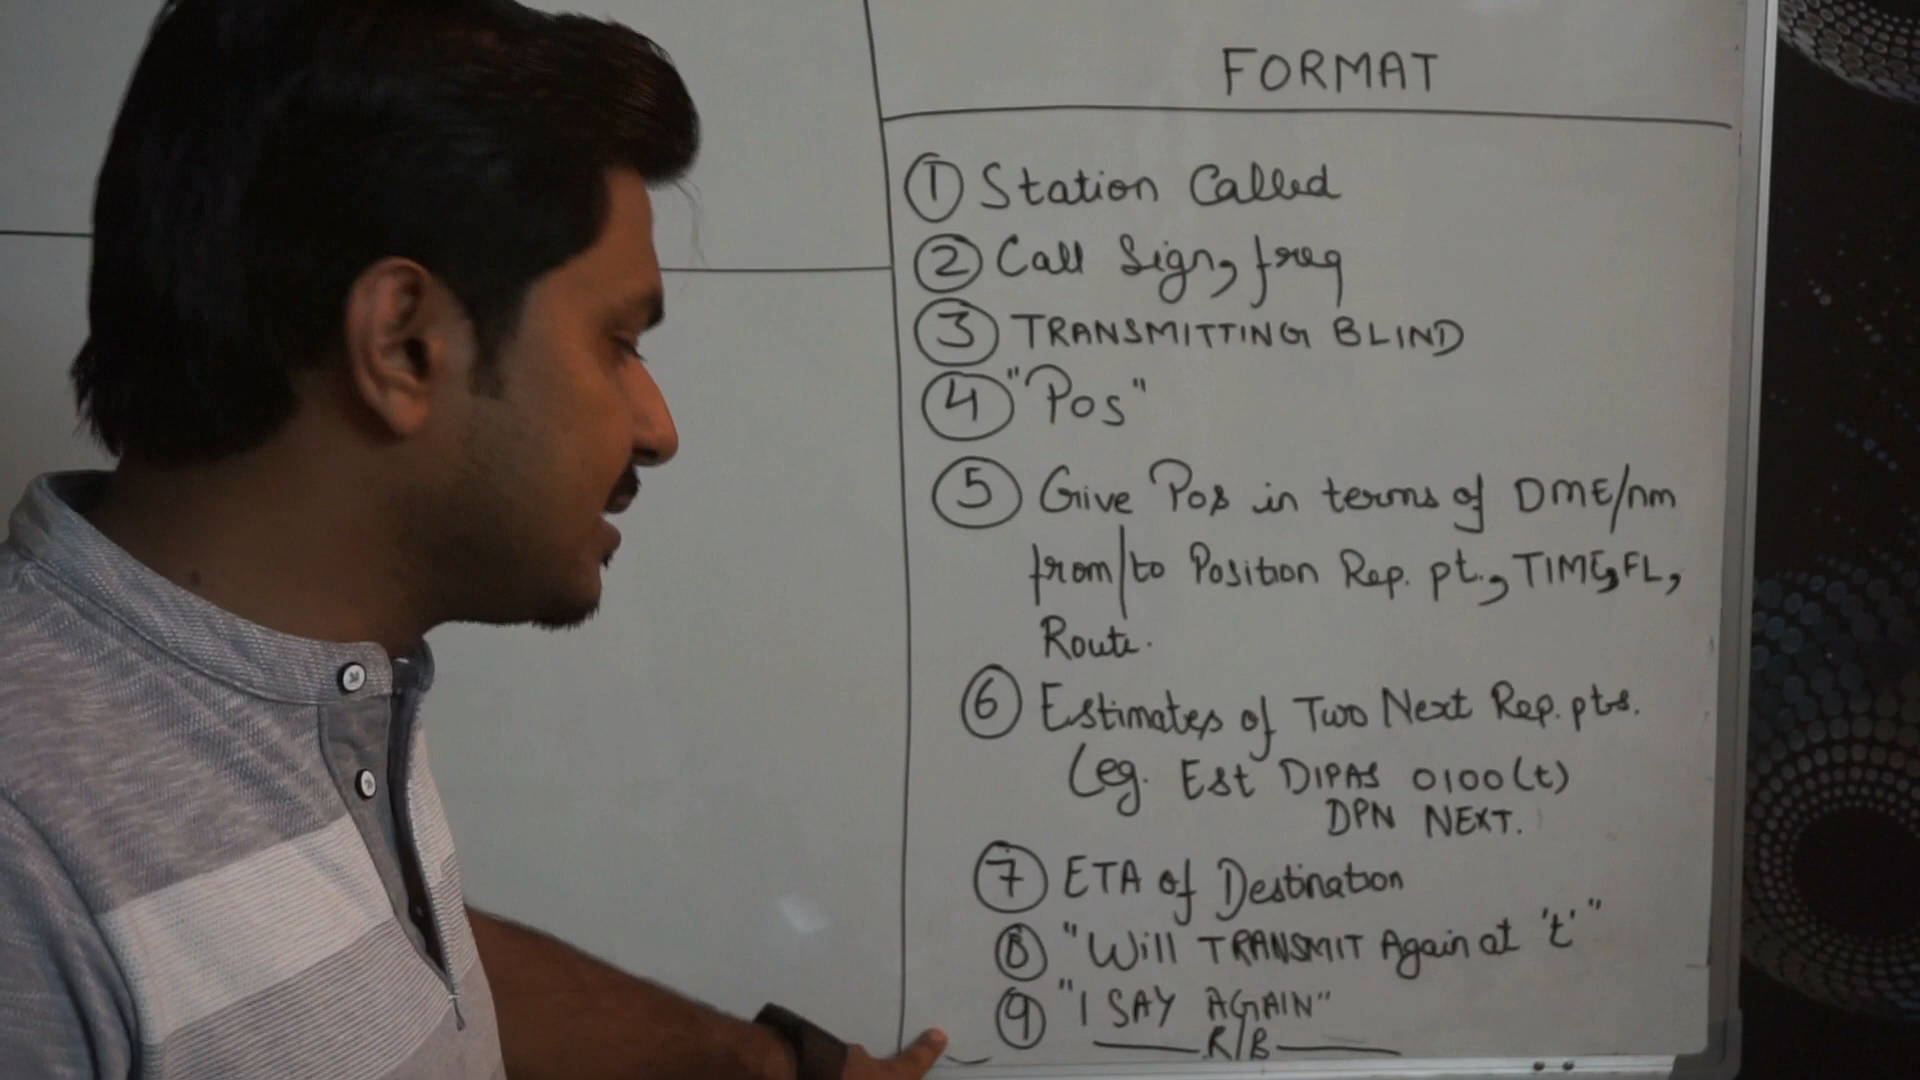 FORMAT
① Station Called
② Call Sign, freq
③ TRANSMITTING BLIND
④ "Pos"
⑤ Give Pos in terms of DME/nm
from/to Position Rep. pt., TIME, FL,
Route.
⑥ Estimates of Two Next Rep. pts.
(eg. Est DIPAS 0100(t)
DPN NEXT.
⑦ ETA of Destination
⑧ "Will TRANSMIT Again at 't'"
⑨ "I SAY AGAIN"
R/B